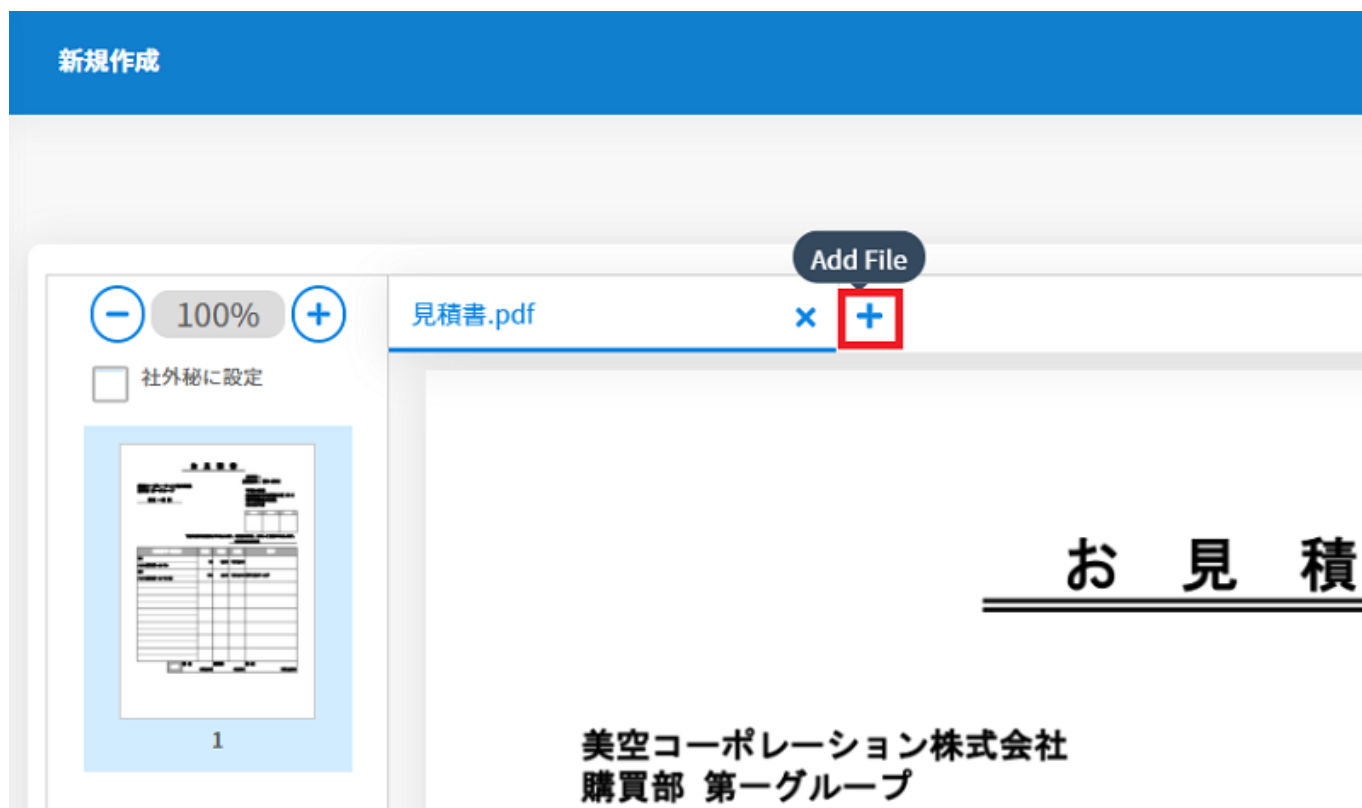 新規作成
Add File
100%
見積書.pdf
社外秘に設定
1
お 見 積
美空コーポレーション株式会社
購買部 第一グループ